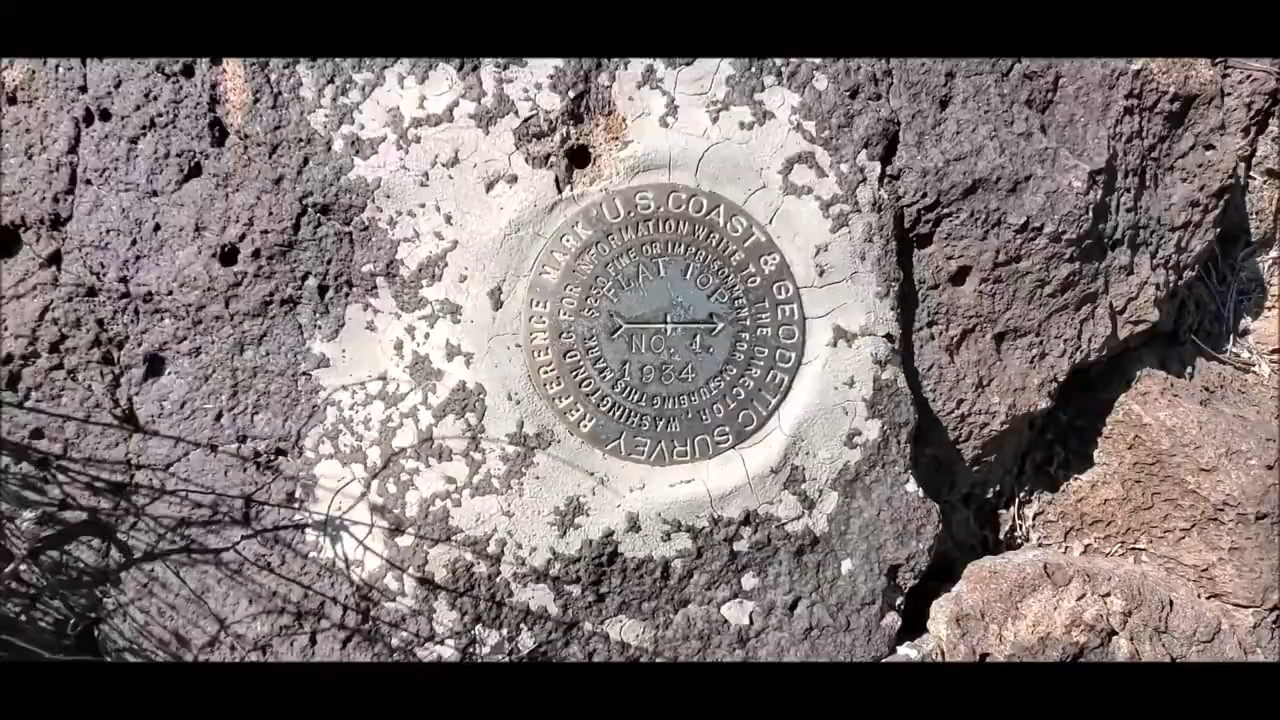 U.S. COAST & GEODETIC SURVEY
REFERENCE MARK
FOR INFORMATION WRITE TO THE DIRECTOR, WASHINGTON, D.C.
$250 FINE OR IMPRISONMENT FOR DISTURBING THIS MARK.
FLAT TOP
NO. 4.
1934